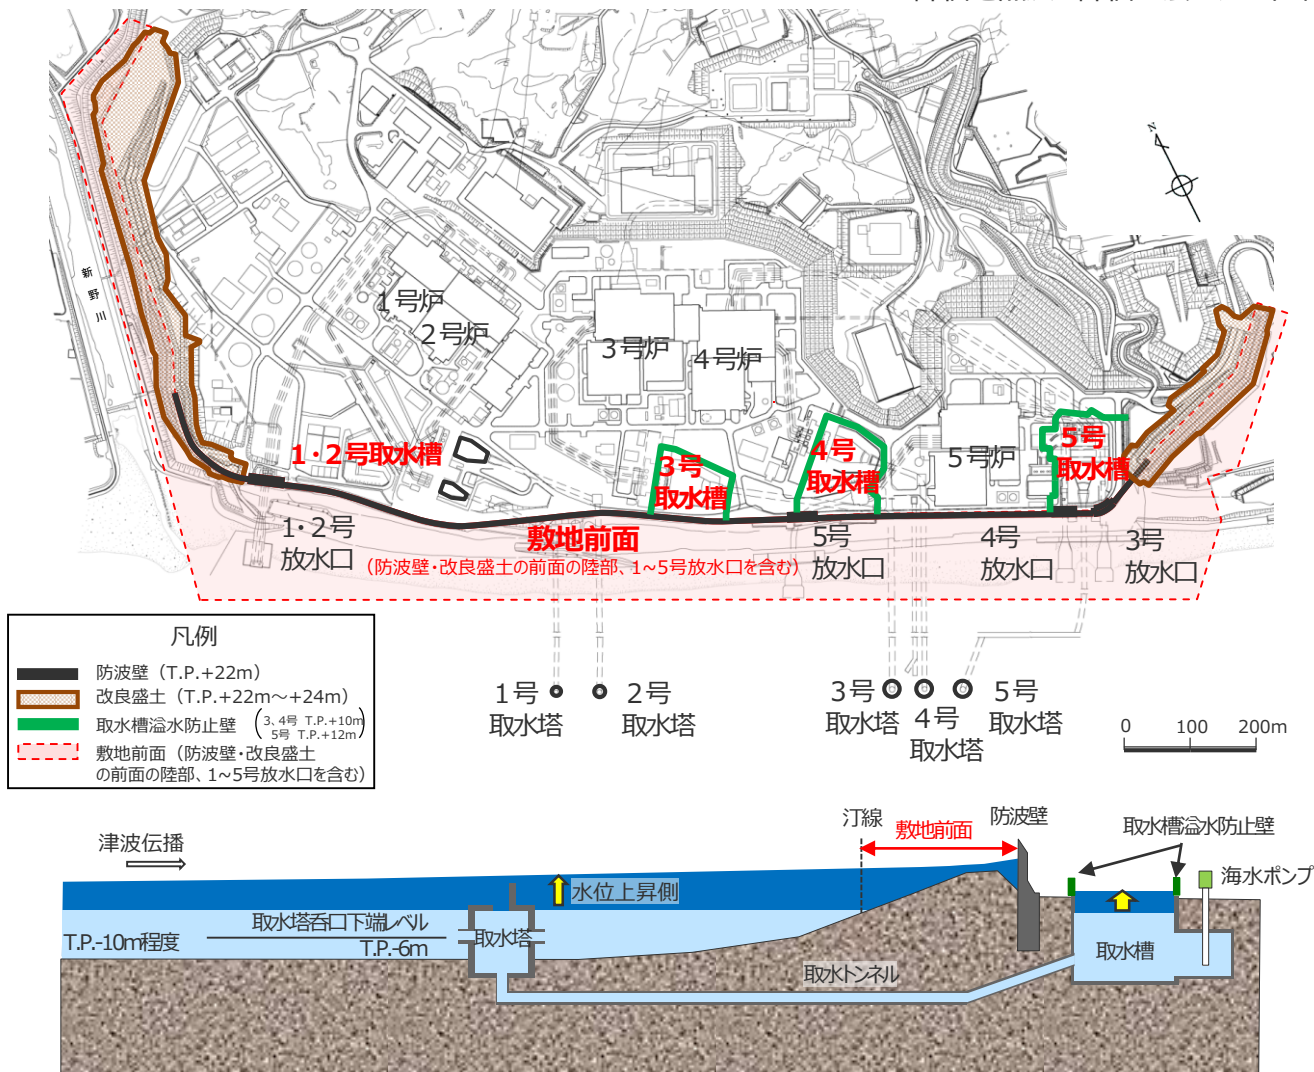 N
新野川
1号炉
2号炉
3号炉
4号炉
5号炉
1・2号取水槽
3号
取水槽
4号
取水槽
5号
取水槽
1・2号
放水口
敷地前面
(防波壁・改良盛土の前面の陸部、1~5号放水口を含む)
5号
放水口
4号
放水口
3号
放水口
凡例
防波壁（T.P.+22m）
改良盛土（T.P.+22m～+24m）
取水槽溢水防止壁
3、4号 T.P.+10m
5号 T.P.+12m
敷地前面（防波壁・改良盛土
の前面の陸部、1~5号放水口を含む）
1号
取水塔
2号
取水塔
3号
取水塔
4号
取水塔
5号
取水塔
0 100 200m
津波伝播
汀線
敷地前面
防波壁
取水槽溢水防止壁
海水ポンプ
水位上昇側
取水塔呑口下端レベル
T.P.-6m
T.P.-10m程度
取水塔
取水トンネル
取水槽